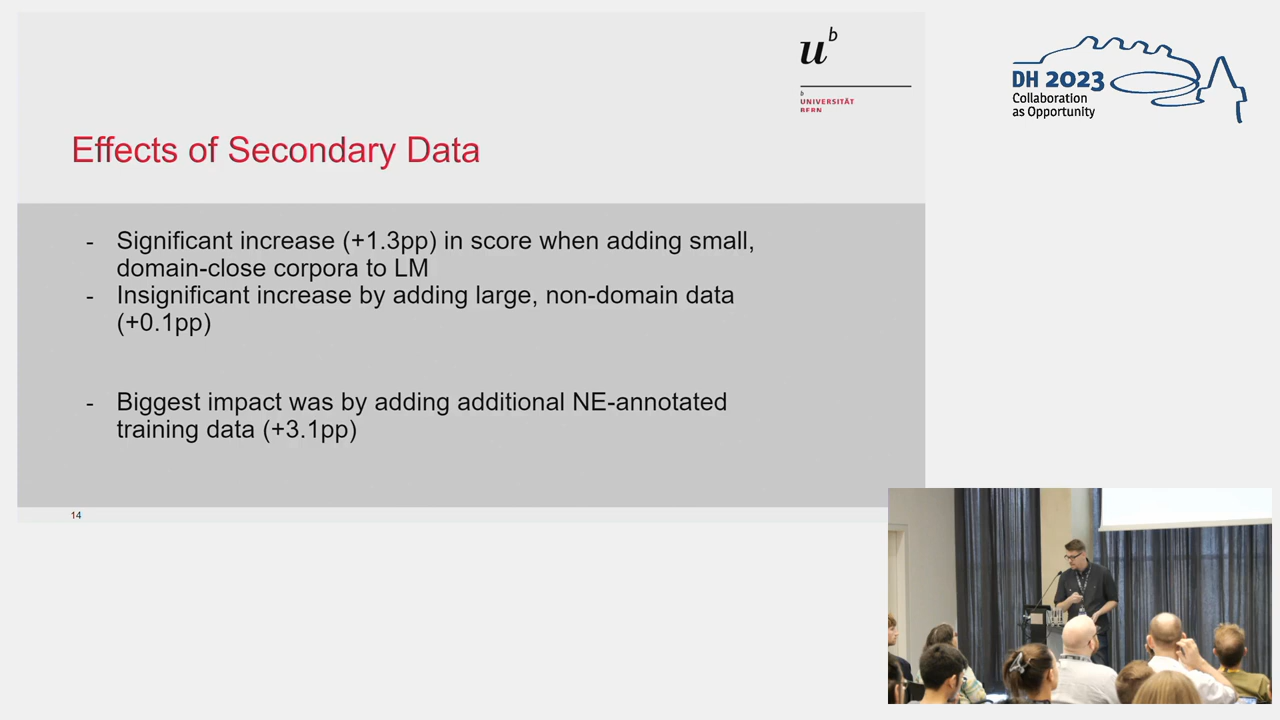 u b
b
UNIVERSITÄT
BERN
DH 2023
Collaboration
as Opportunity
Effects of Secondary Data
- Significant increase (+1.3pp) in score when adding small,
domain-close corpora to LM
- Insignificant increase by adding large, non-domain data
(+0.1pp)
- Biggest impact was by adding additional NE-annotated
training data (+3.1pp)
14